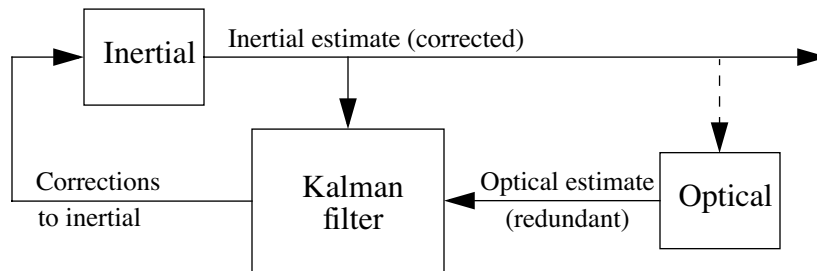 Inertial
Inertial estimate (corrected)
Corrections
to inertial
Kalman
filter
Optical estimate
(redundant)
Optical